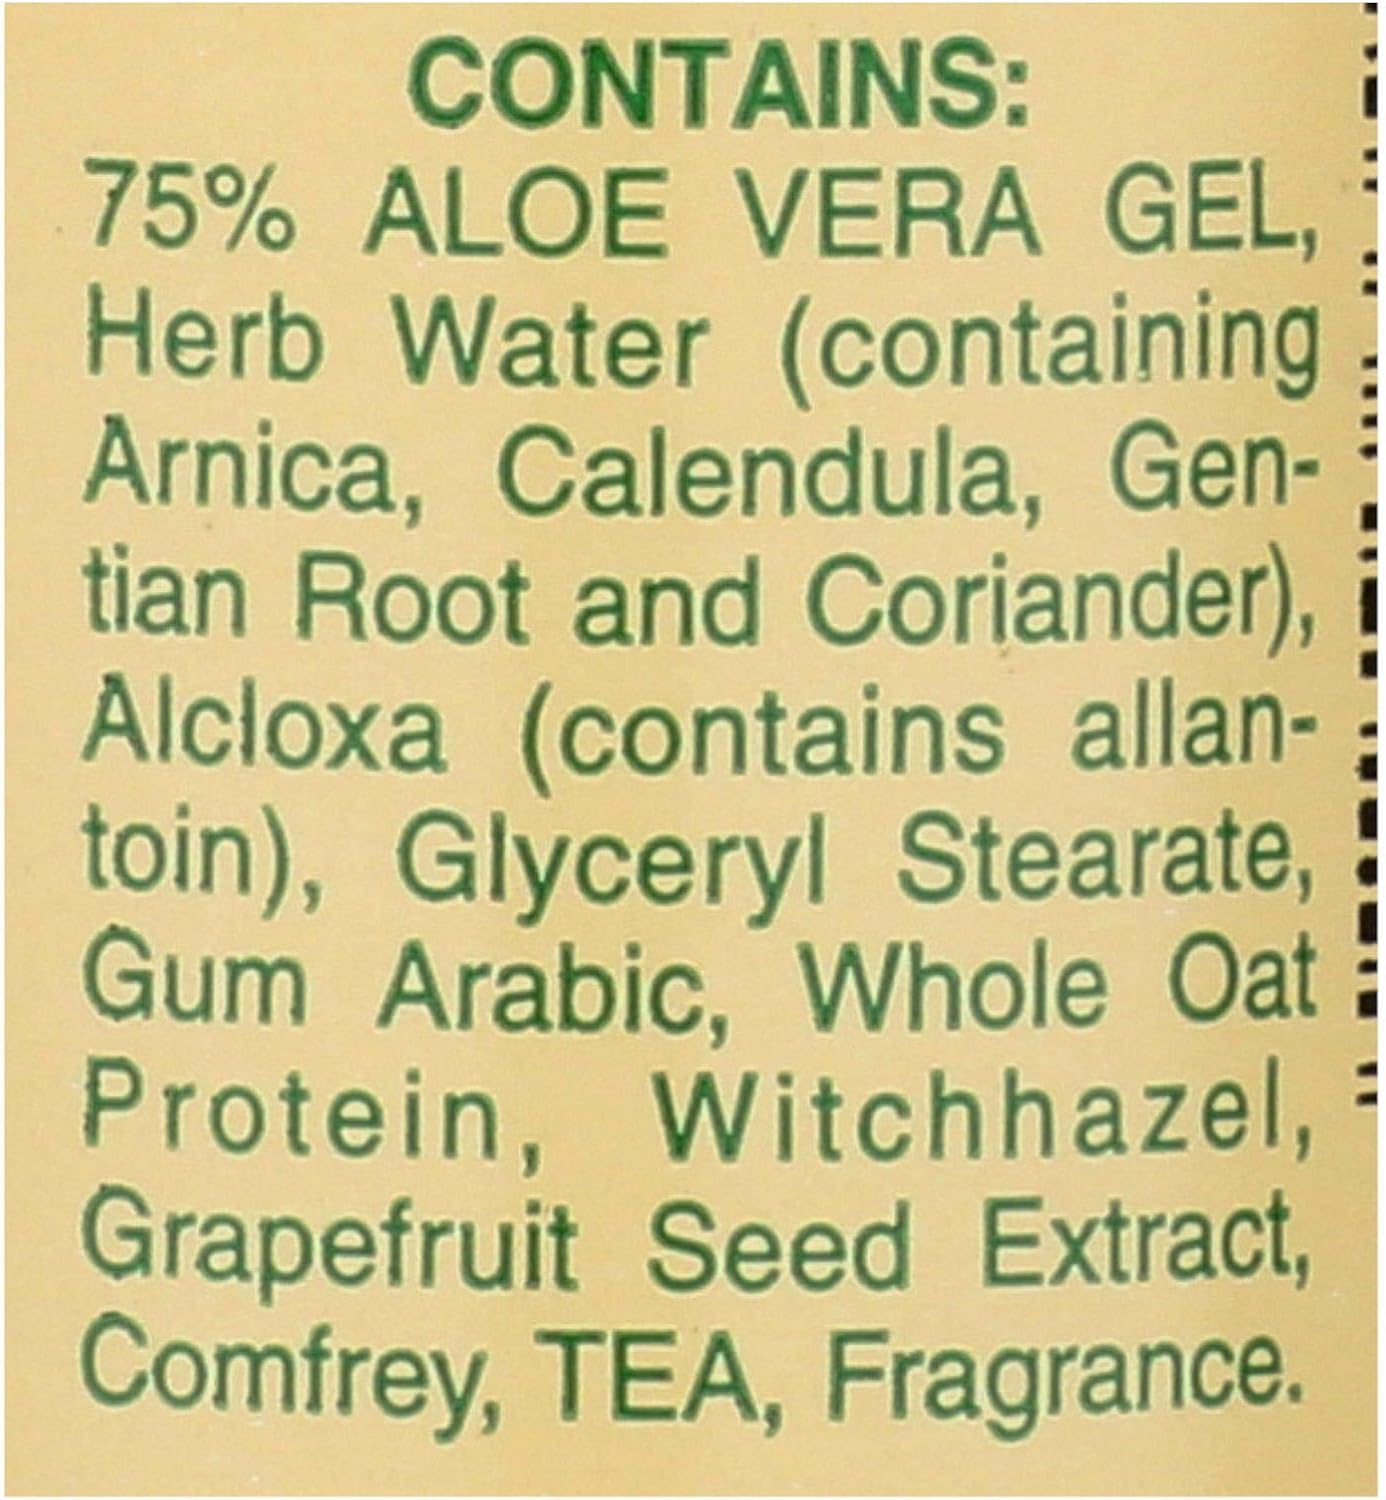 CONTAINS:
75% ALOE VERA GEL,
Herb Water (containing
Arnica, Calendula, Gen-
tian Root and Coriander),
Alcloxa (contains allan-
toin), Glyceryl Stearate,
Gum Arabic, Whole Oat
Protein, Witchhazel,
Grapefruit Seed Extract,
Comfrey, TEA, Fragrance.